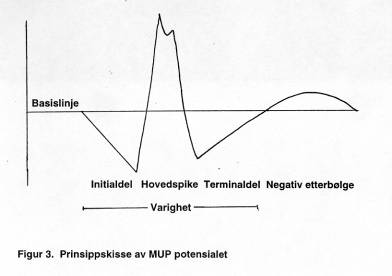 Basislinje
Initialdel Hovedspike Terminaldel Negativ etterbølge
Varighet
Figur 3. Prinsippskisse av MUP potensialet